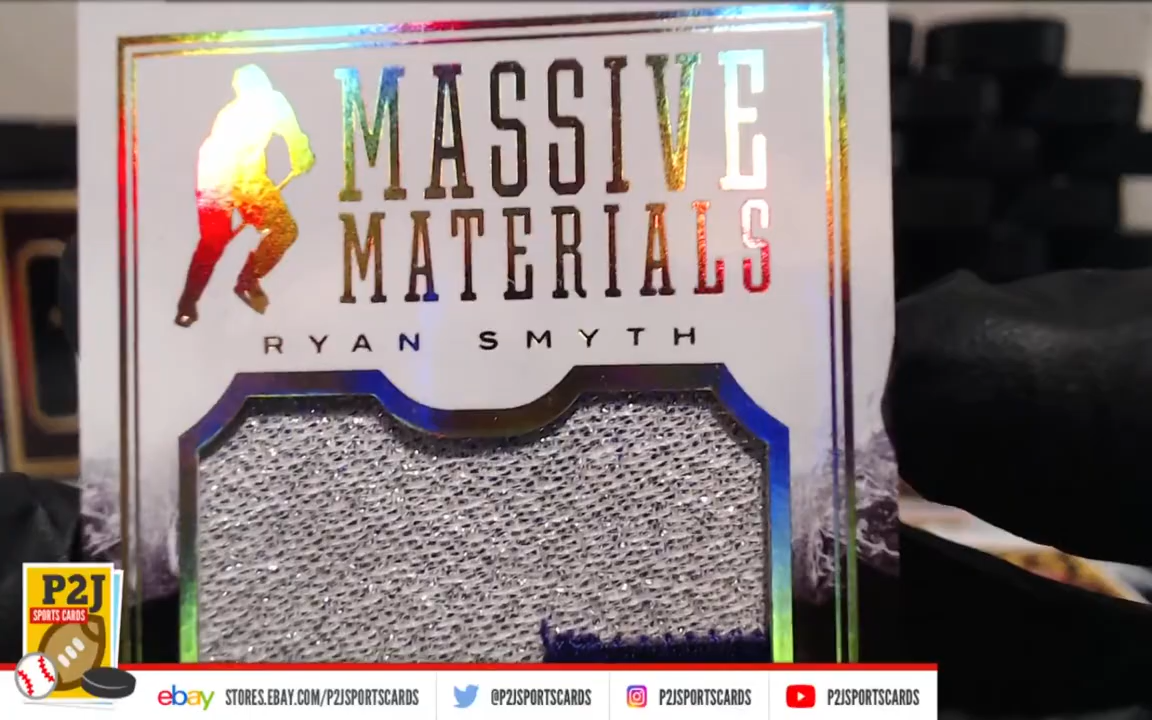 MASSIVE
MATERIALS
RYAN SMYTH
P2J
SPORTS CARDS
ebay STORES.EBAY.COM/P2JSPORTSCARDS @P2JSPORTSCARDS P2JSPORTSCARDS P2JSPORTSCARDS